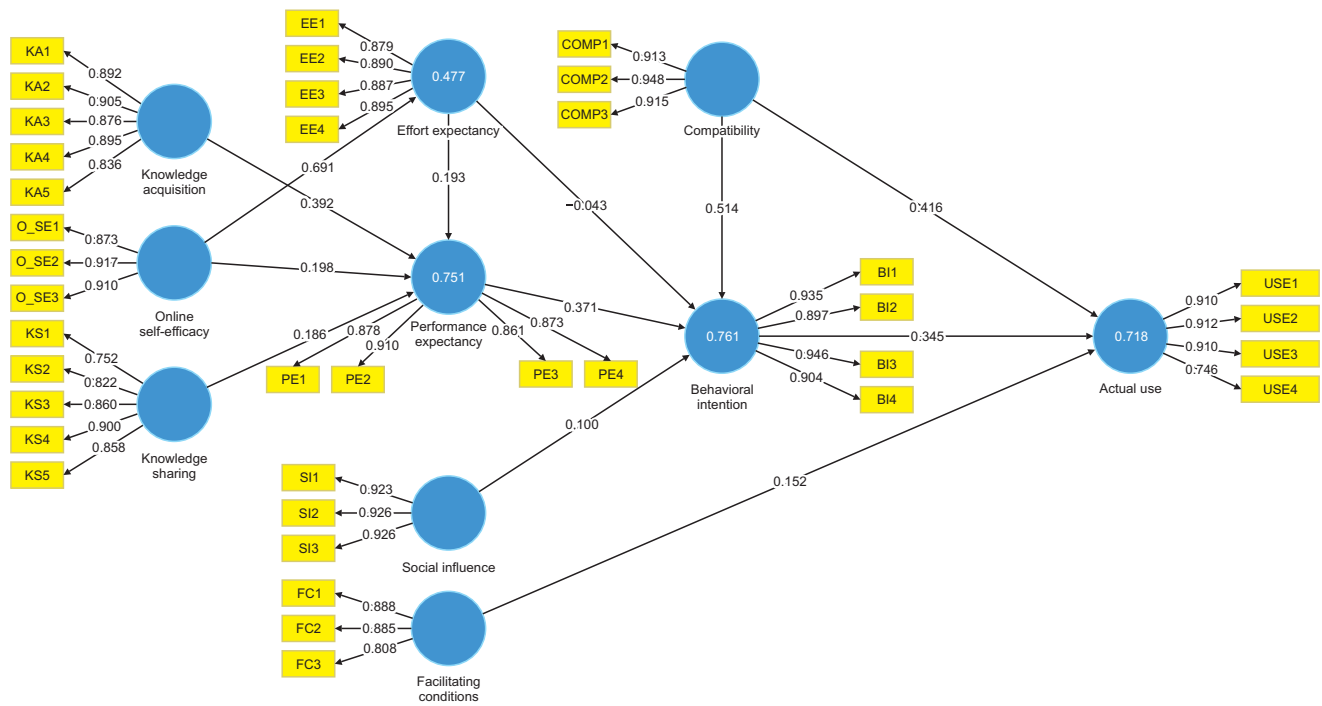 KA1
KA2
KA3
KA4
KA5
0.892
0.905
0.876
0.895
0.836
Knowledge
acquisition
O_SE1
O_SE2
O_SE3
0.873
0.917
0.910
Online
self-efficacy
KS1
KS2
KS3
KS4
KS5
0.752
0.822
0.860
0.900
0.858
Knowledge
sharing
EE1
EE2
EE3
EE4
0.879
0.890
0.887
0.895
0.477
Effort expectancy
0.691
0.392
0.198
0.186
0.193
0.751
Performance
expectancy
0.878
0.910
0.861
0.873
PE1
PE2
PE3
PE4
COMP1
COMP2
COMP3
0.913
0.948
0.915
Compatibility
−0.043
0.514
0.416
0.371
0.100
0.761
Behavioral
intention
0.935
0.897
0.946
0.904
BI1
BI2
BI3
BI4
0.345
0.152
0.718
Actual use
0.910
0.912
0.910
0.746
USE1
USE2
USE3
USE4
SI1
SI2
SI3
0.923
0.926
0.926
Social influence
FC1
FC2
FC3
0.888
0.885
0.808
Facilitating
conditions